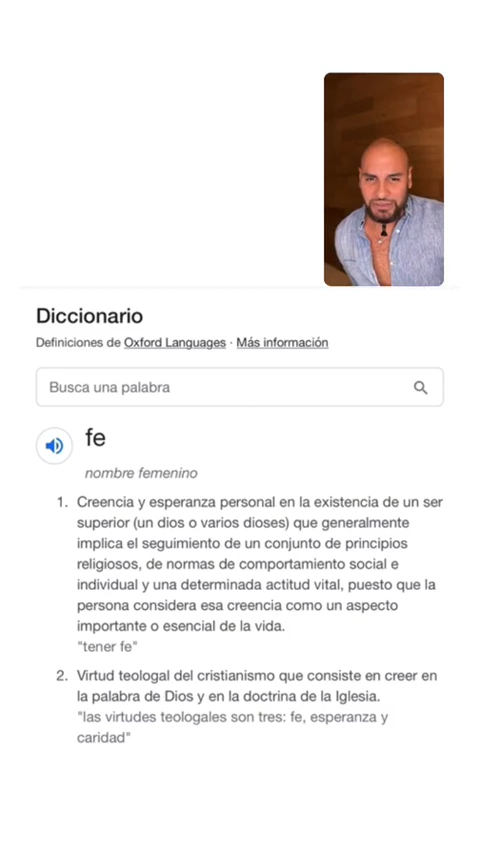 Diccionario
Definiciones de Oxford Languages · Más información
Busca una palabra
fe
nombre femenino
1. Creencia y esperanza personal en la existencia de un ser
superior (un dios o varios dioses) que generalmente
implica el seguimiento de un conjunto de principios
religiosos, de normas de comportamiento social e
individual y una determinada actitud vital, puesto que la
persona considera esa creencia como un aspecto
importante o esencial de la vida.
"tener fe"
2. Virtud teologal del cristianismo que consiste en creer en
la palabra de Dios y en la doctrina de la Iglesia.
"las virtudes teologales son tres: fe, esperanza y
caridad"